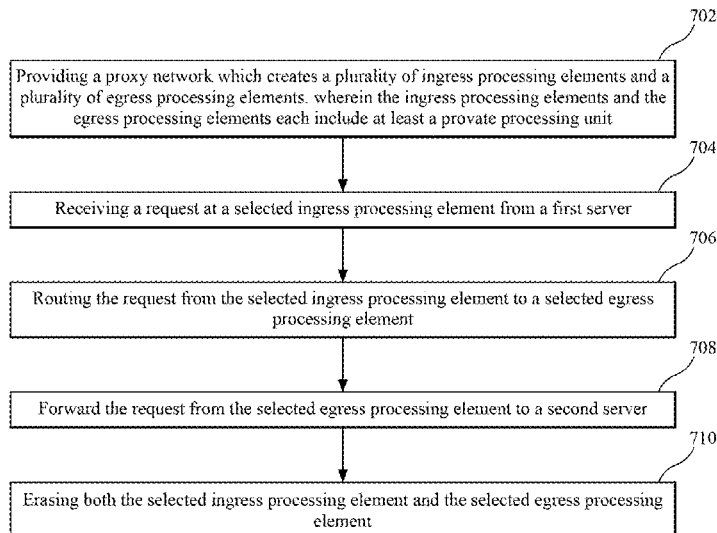 702
Providing a proxy network which creates a plurality of ingress processing elements and a
plurality of egress processing elements. wherein the ingress processing elements and the
egress processing elements each include at least a provate processing unit
704
Receiving a request at a selected ingress processing element from a first server
706
Routing the request from the selected ingress processing element to a selected egress
processing element
708
Forward the request from the selected egress processing element to a second server
710
Erasing both the selected ingress processing element and the selected egress processing
element